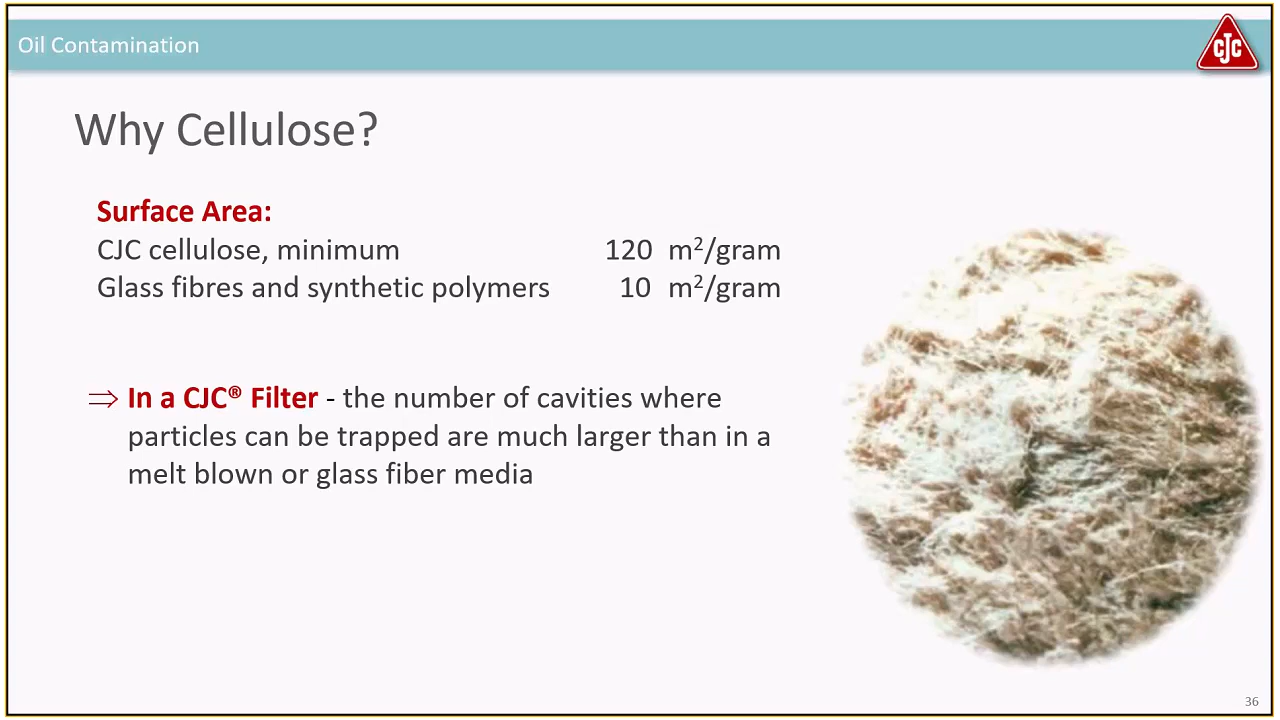 Oil Contamination
CJC
Why Cellulose?
Surface Area:
CJC cellulose, minimum 120 m²/gram
Glass fibres and synthetic polymers 10 m²/gram
⇒ In a CJC® Filter - the number of cavities where
particles can be trapped are much larger than in a
melt blown or glass fiber media
36